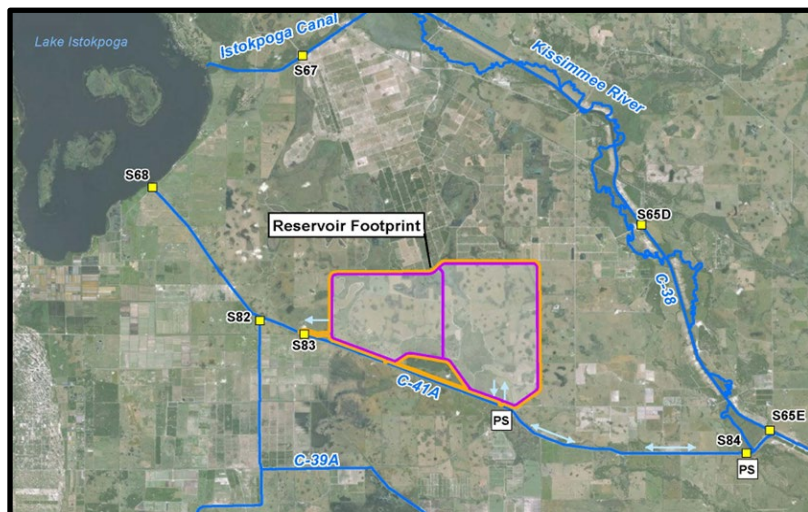 Lake Istokpoga
Istokpoga Canal
S67
Kissimmee River
S68
S65D
Reservoir Footprint
C-38
S82
S83
C-41A
PS
S65E
S84
PS
C-39A